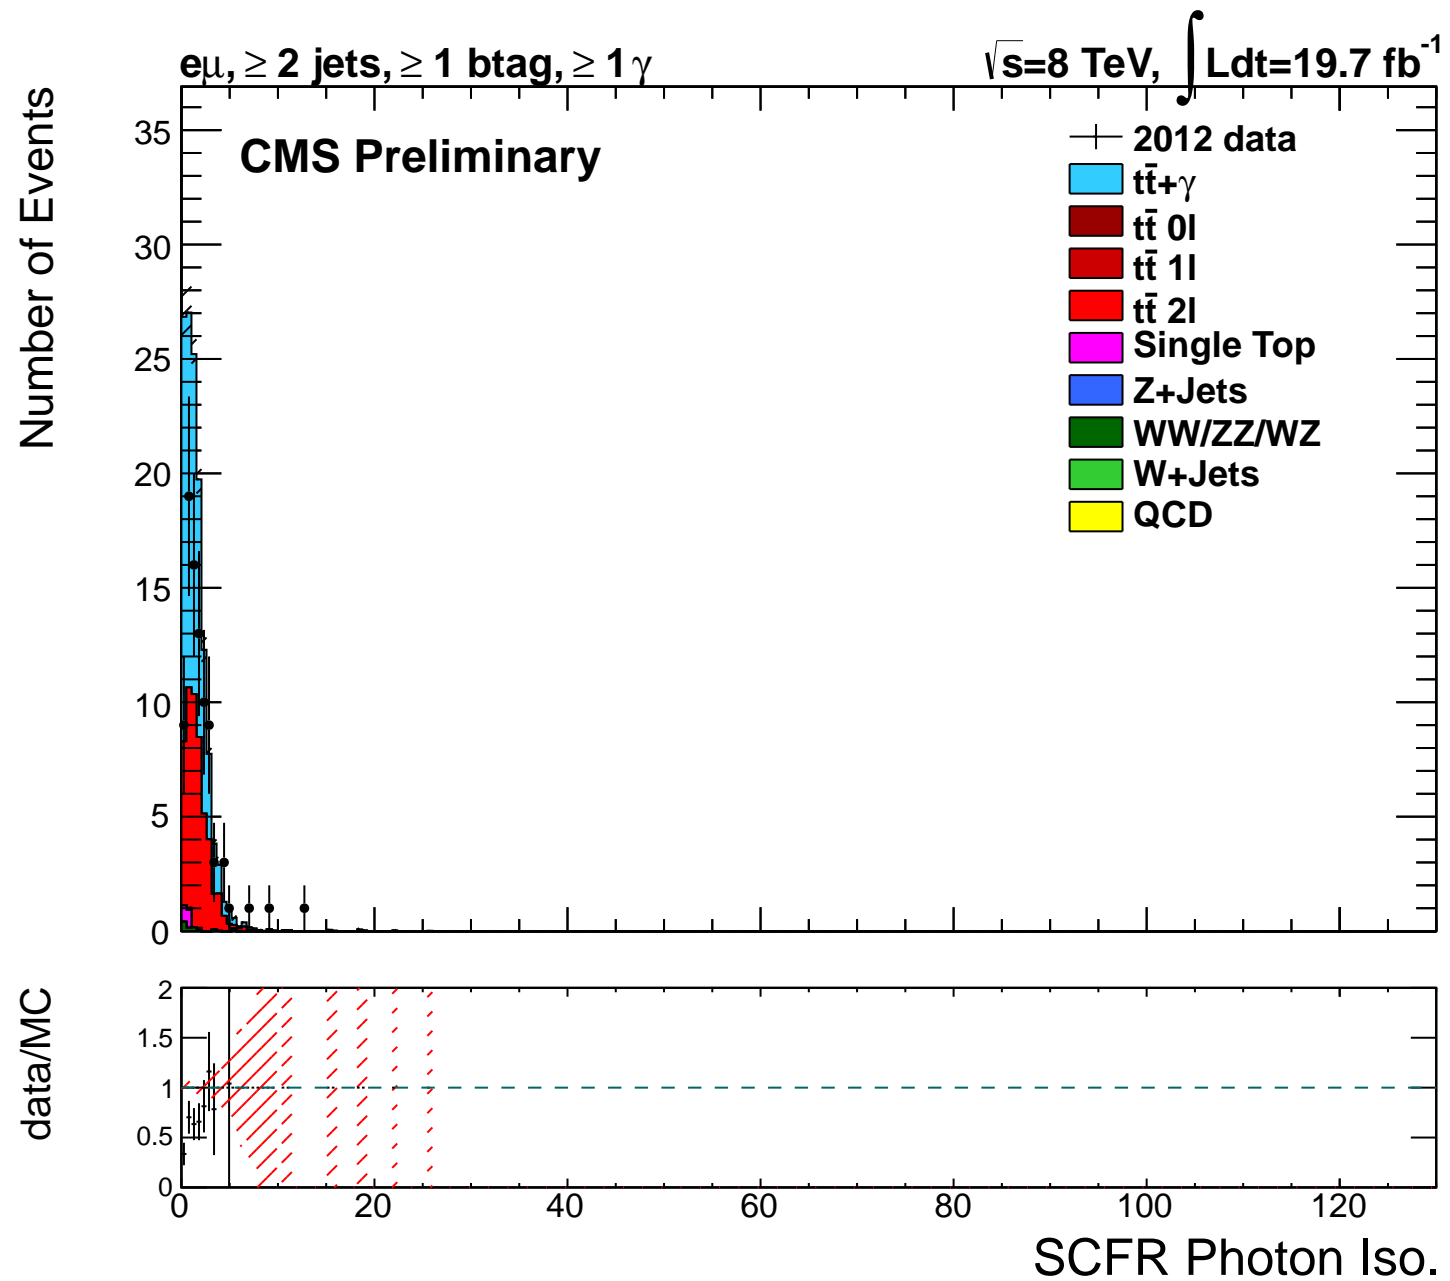 eμ, ≥ 2 jets, ≥ 1 btag, ≥ 1 γ
√s=8 TeV, ∫Ldt=19.7 fb⁻¹
Number of Events
CMS Preliminary
2012 data
tt̄+γ
tt̄ 0l
tt̄ 1l
tt̄ 2l
Single Top
Z+Jets
WW/ZZ/WZ
W+Jets
QCD
35
30
25
20
15
10
5
0
data/MC
2
1.5
1
0.5
0
0 20 40 60 80 100 120
SCFR Photon Iso.